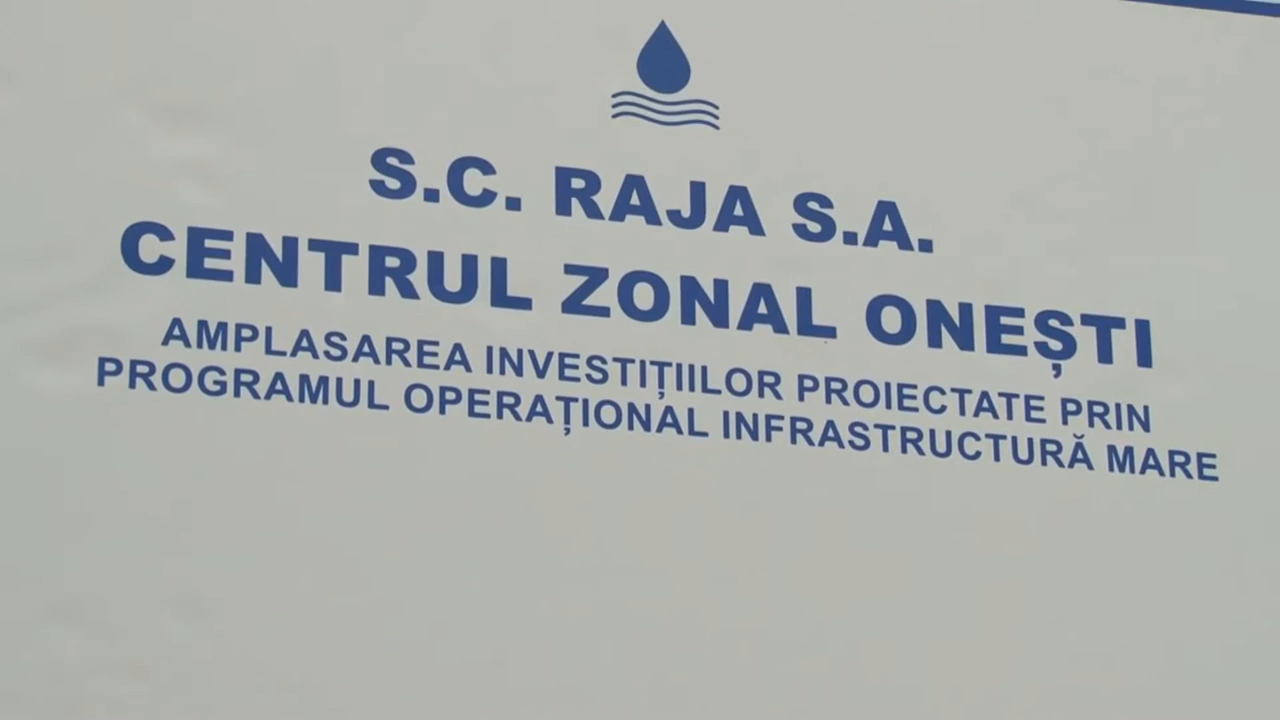 S.C. RAJA S.A.
CENTRUL ZONAL ONEȘTI
AMPLASAREA INVESTIȚIILOR PROIECTATE PRIN
PROGRAMUL OPERAȚIONAL INFRASTRUCTURĂ MARE